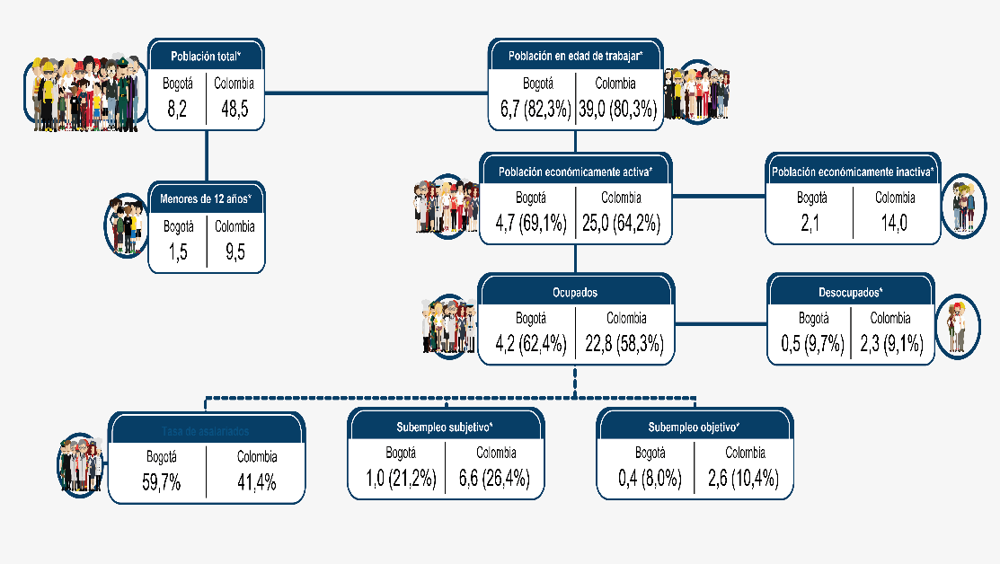 Población total*
Bogotá Colombia
8,2 48,5
Población en edad de trabajar*
Bogotá Colombia
6,7 (82,3%) 39,0 (80,3%)
Menores de 12 años*
Bogotá Colombia
1,5 9,5
Población económicamente activa*
Bogotá Colombia
4,7 (69,1%) 25,0 (64,2%)
Población económicamente inactiva*
Bogotá Colombia
2,1 14,0
Ocupados
Bogotá Colombia
4,2 (62,4%) 22,8 (58,3%)
Desocupados*
Bogotá Colombia
0,5 (9,7%) 2,3 (9,1%)
Tasa de asalariados
Bogotá Colombia
59,7% 41,4%
Subempleo subjetivo*
Bogotá Colombia
1,0 (21,2%) 6,6 (26,4%)
Subempleo objetivo*
Bogotá Colombia
0,4 (8,0%) 2,6 (10,4%)